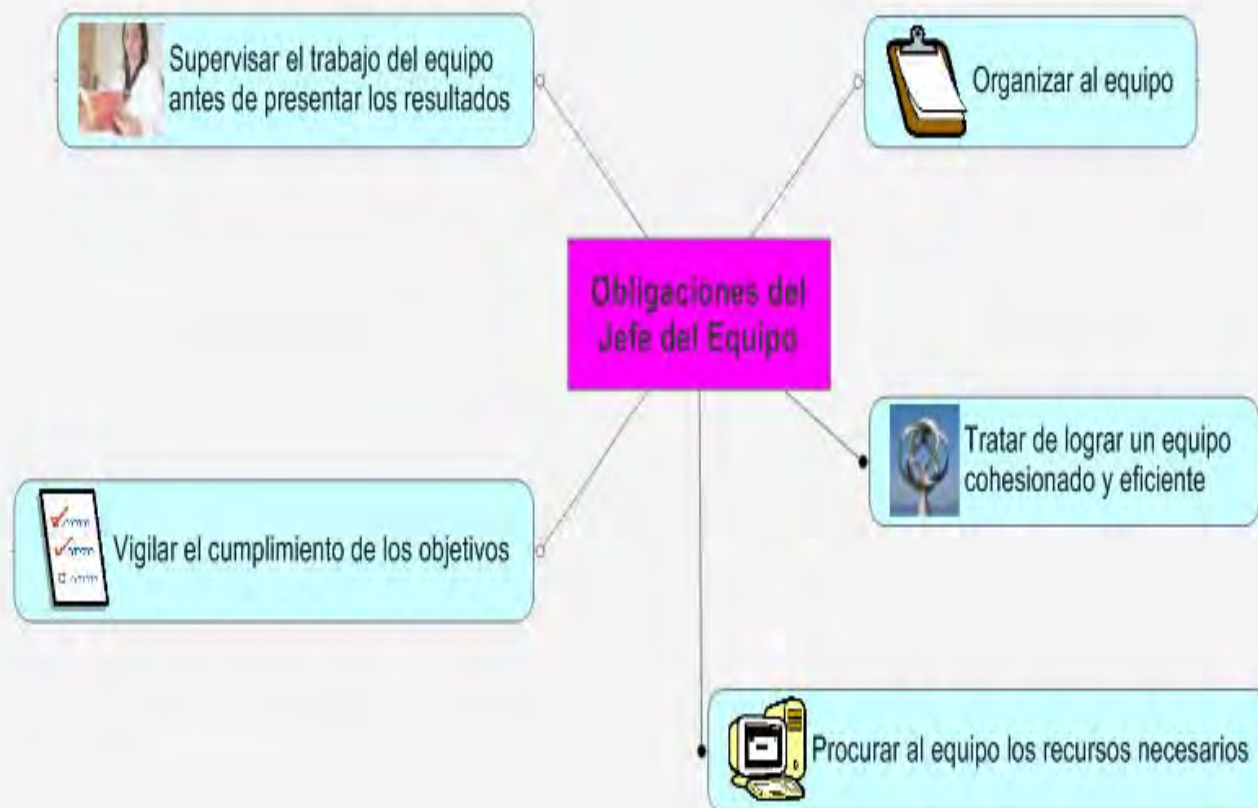 Supervisar el trabajo del equipo
antes de presentar los resultados
Organizar al equipo
Obligaciones del
Jefe del Equipo
Tratar de lograr un equipo
cohesionado y eficiente
Vigilar el cumplimiento de los objetivos
Procurar al equipo los recursos necesarios